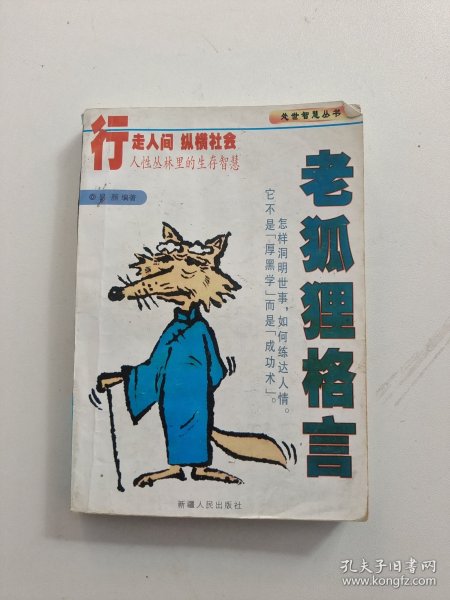 处世智慧丛书
行走人间 纵横社会
人性丛林里的生存智慧
编著
老狐狸格言
怎样洞明世事，如何练达人情。
它不是「厚黑学」而是「成功术」。
新疆人民出版社
孔夫子旧书网
www.kongfz.com